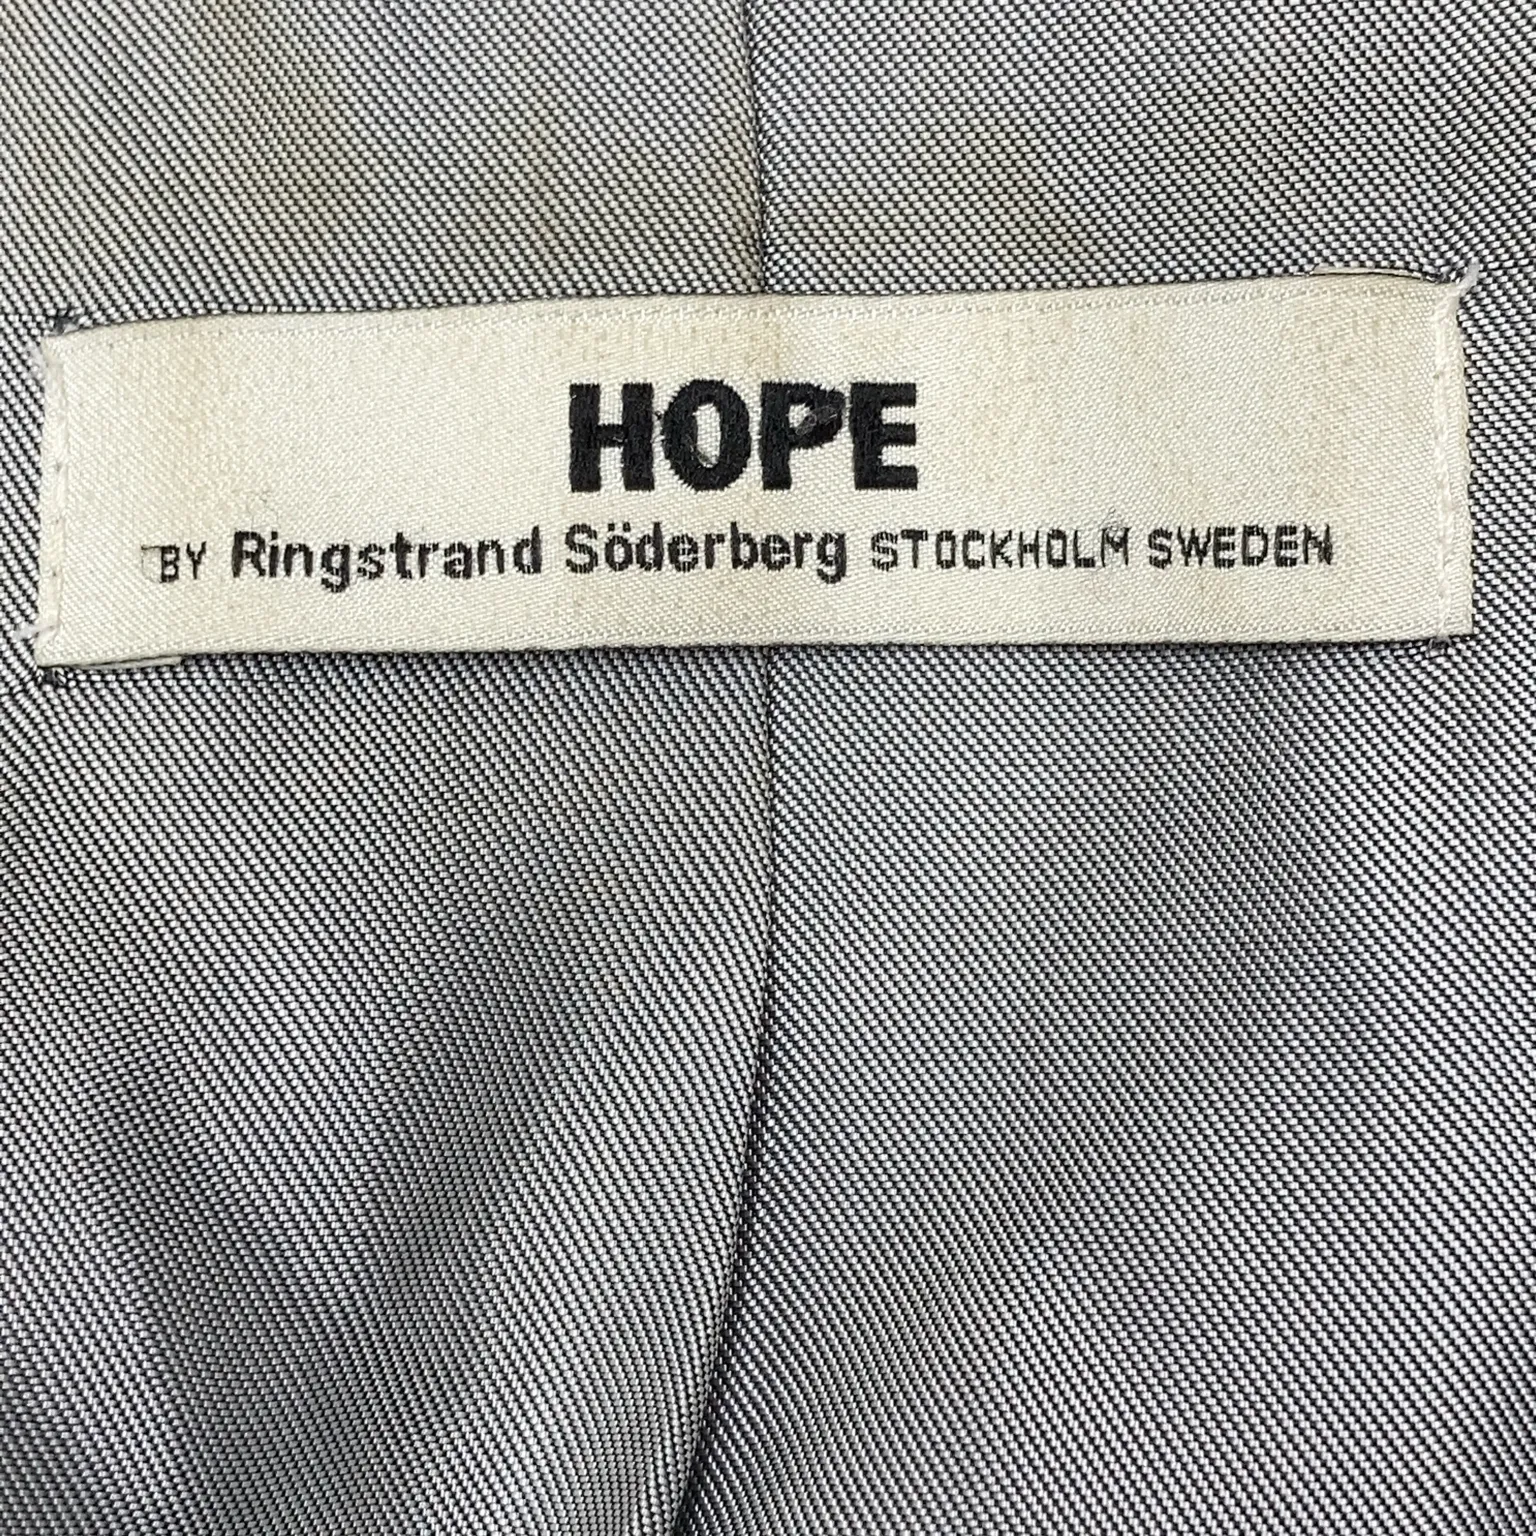 HOPE
BY Ringstrand Söderberg STOCKHOLM SWEDEN